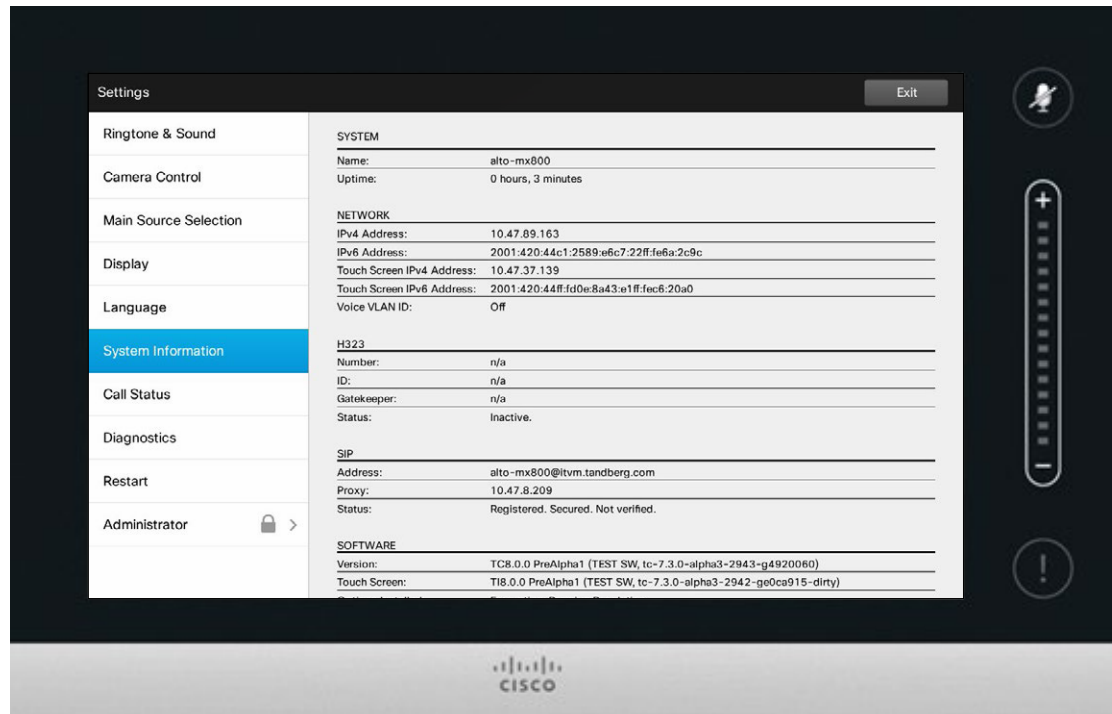 Settings
Exit
Ringtone & Sound
Camera Control
Main Source Selection
Display
Language
System Information
Call Status
Diagnostics
Restart
Administrator
SYSTEM
Name: alto-mx800
Uptime: 0 hours, 3 minutes
NETWORK
IPv4 Address: 10.47.89.163
IPv6 Address: 2001:420:44c1:2589:e6c7:22ff:fe6a:2c9c
Touch Screen IPv4 Address: 10.47.37.139
Touch Screen IPv6 Address: 2001:420:44ff:fd0e:8a43:e1ff:fec6:20a0
Voice VLAN ID: Off
H323
Number: n/a
ID: n/a
Gatekeeper: n/a
Status: Inactive.
SIP
Address: alto-mx800@itvm.tandberg.com
Proxy: 10.47.8.209
Status: Registered. Secured. Not verified.
SOFTWARE
Version: TC8.0.0 PreAlpha1 (TEST SW, tc-7.3.0-alpha3-2943-g4920060)
Touch Screen: TI8.0.0 PreAlpha1 (TEST SW, tc-7.3.0-alpha3-2942-ge0ca915-dirty)
+
−
!
CISCO